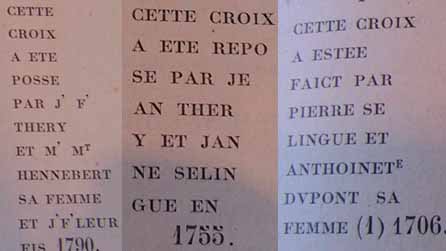 CETTE
CROIX
A ETE
POSSE
PAR J' F'
THERY
ET M' Mᵀ
HENNEBERT
SA FEMME
ET J'F'LEUR
FIS 1790.
CETTE CROIX
A ETE REPO
SE PAR JE
AN THER
Y ET JAN
NE SELIN
GUE EN
1755.
CETTE CROIX
A ESTEE
FAICT PAR
PIERRE SE
LINGUE ET
ANTHOINETᴱ
DVPONT SA
FEMME (1) 1706.